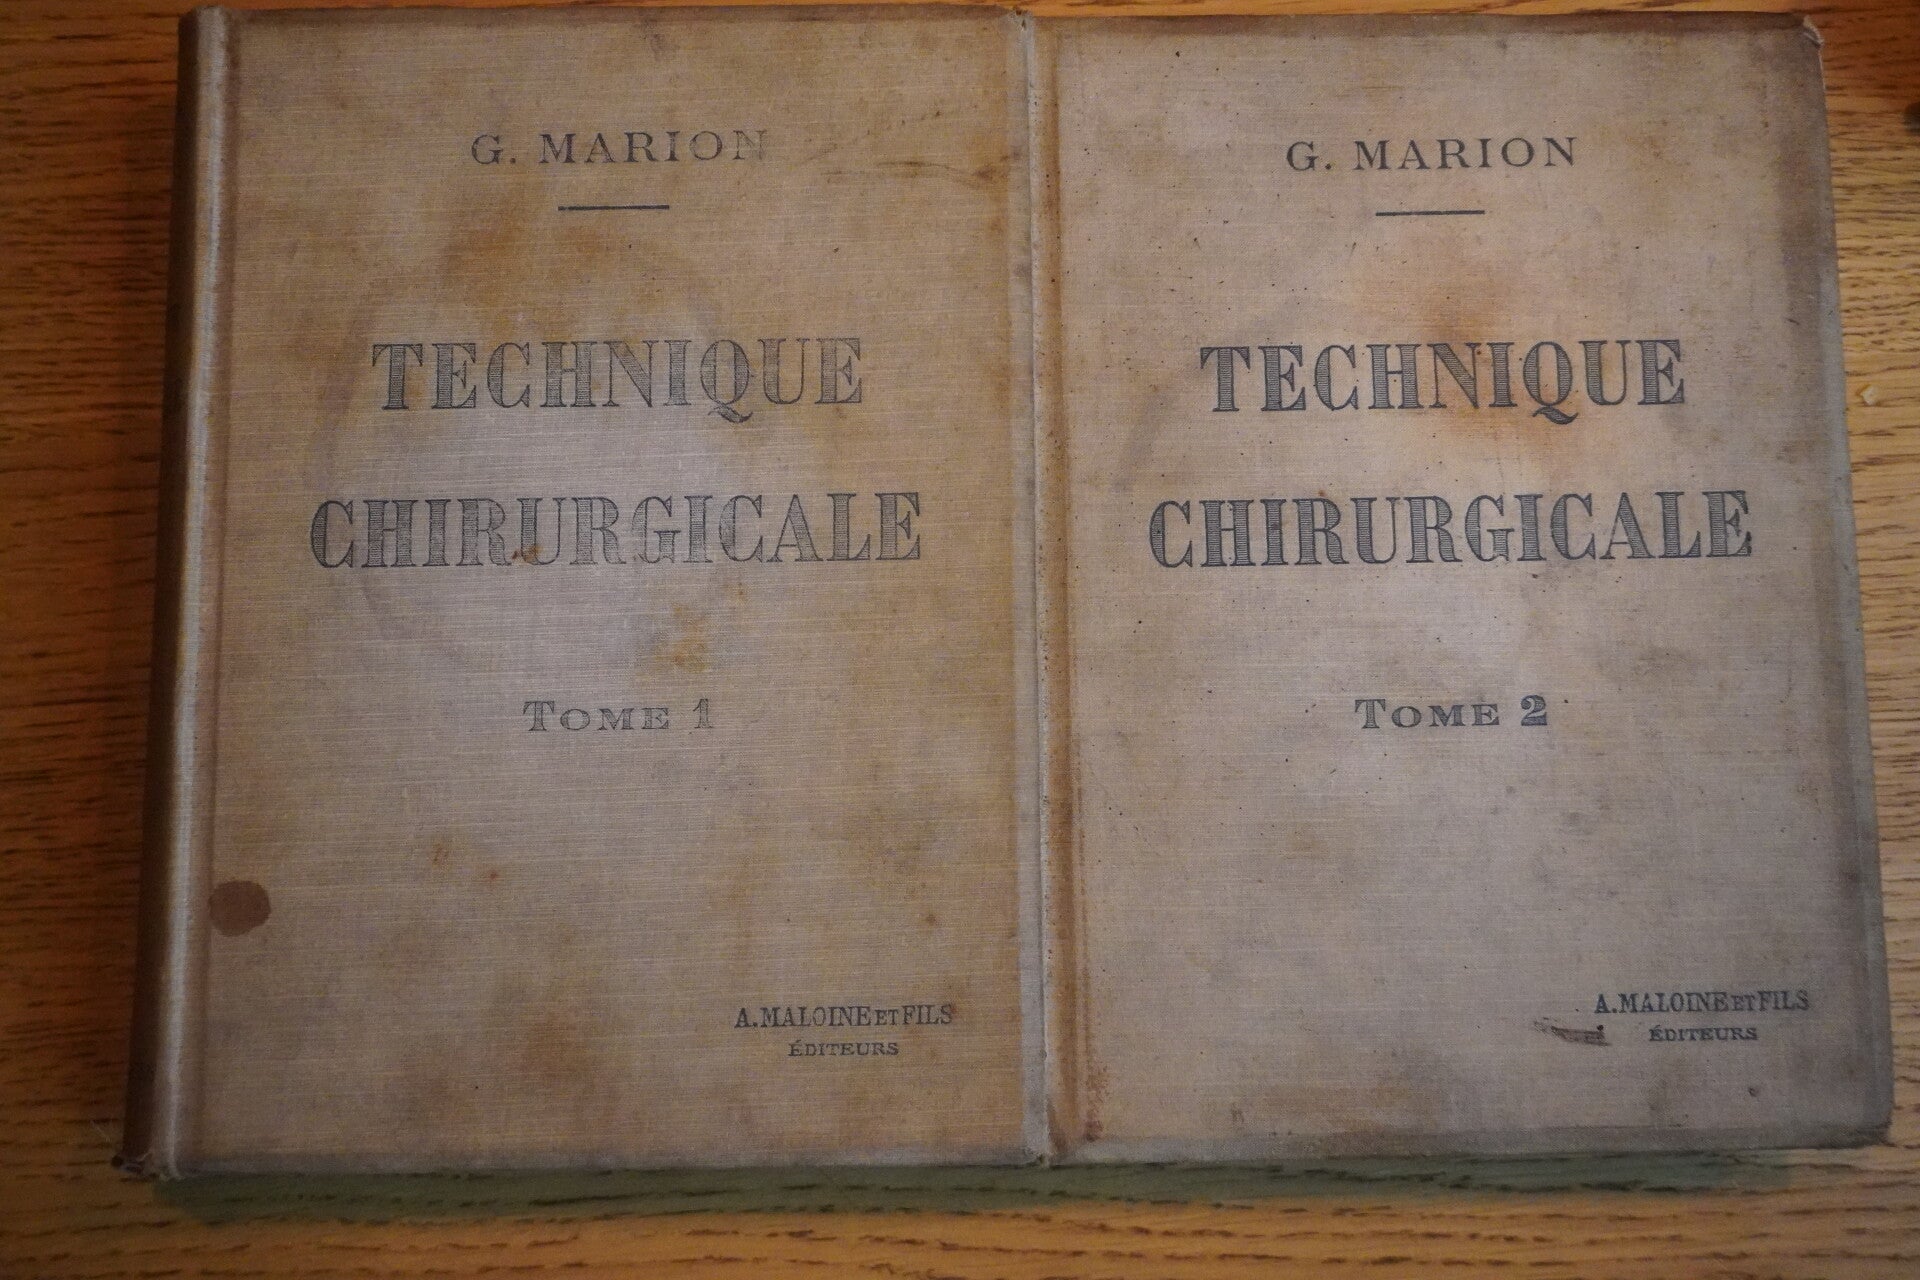 G. MARION
TECHNIQUE
CHIRURGICALE
TOME 1
A. MALOINE ET FILS
ÉDITEURS
G. MARION
TECHNIQUE
CHIRURGICALE
TOME 2
A. MALOINE ET FILS
ÉDITEURS